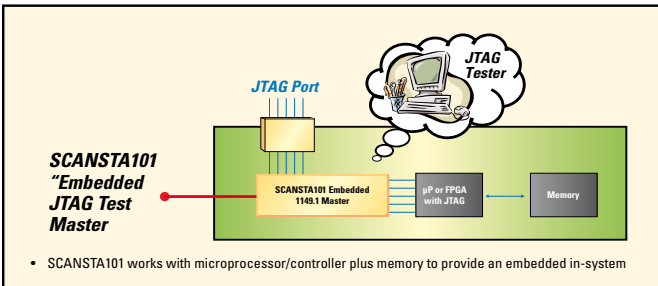 JTAG
Tester
JTAG Port
SCANSTA101
“Embedded
JTAG Test
Master
SCANSTA101 Embedded
1149.1 Master
µP or FPGA
with JTAG
Memory
• SCANSTA101 works with microprocessor/controller plus memory to provide an embedded in-system